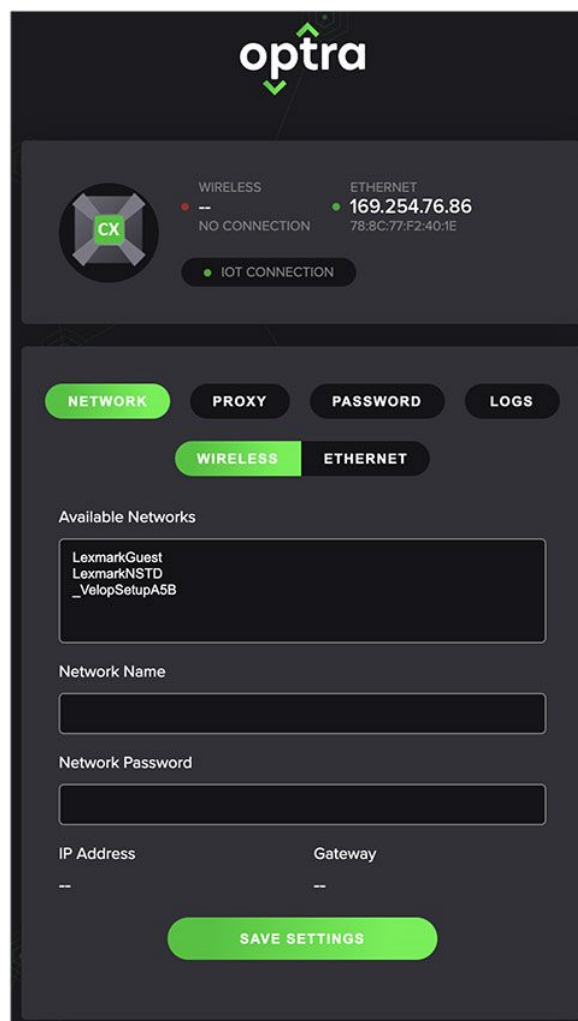 optra
CX
WIRELESS
--
NO CONNECTION
ETHERNET
169.254.76.86
78:8C:77:F2:40:1E
IOT CONNECTION
NETWORK PROXY PASSWORD LOGS
WIRELESS ETHERNET
Available Networks
LexmarkGuest
LexmarkNSTD
_VelopSetupA5B
Network Name
Network Password
IP Address Gateway
-- --
SAVE SETTINGS